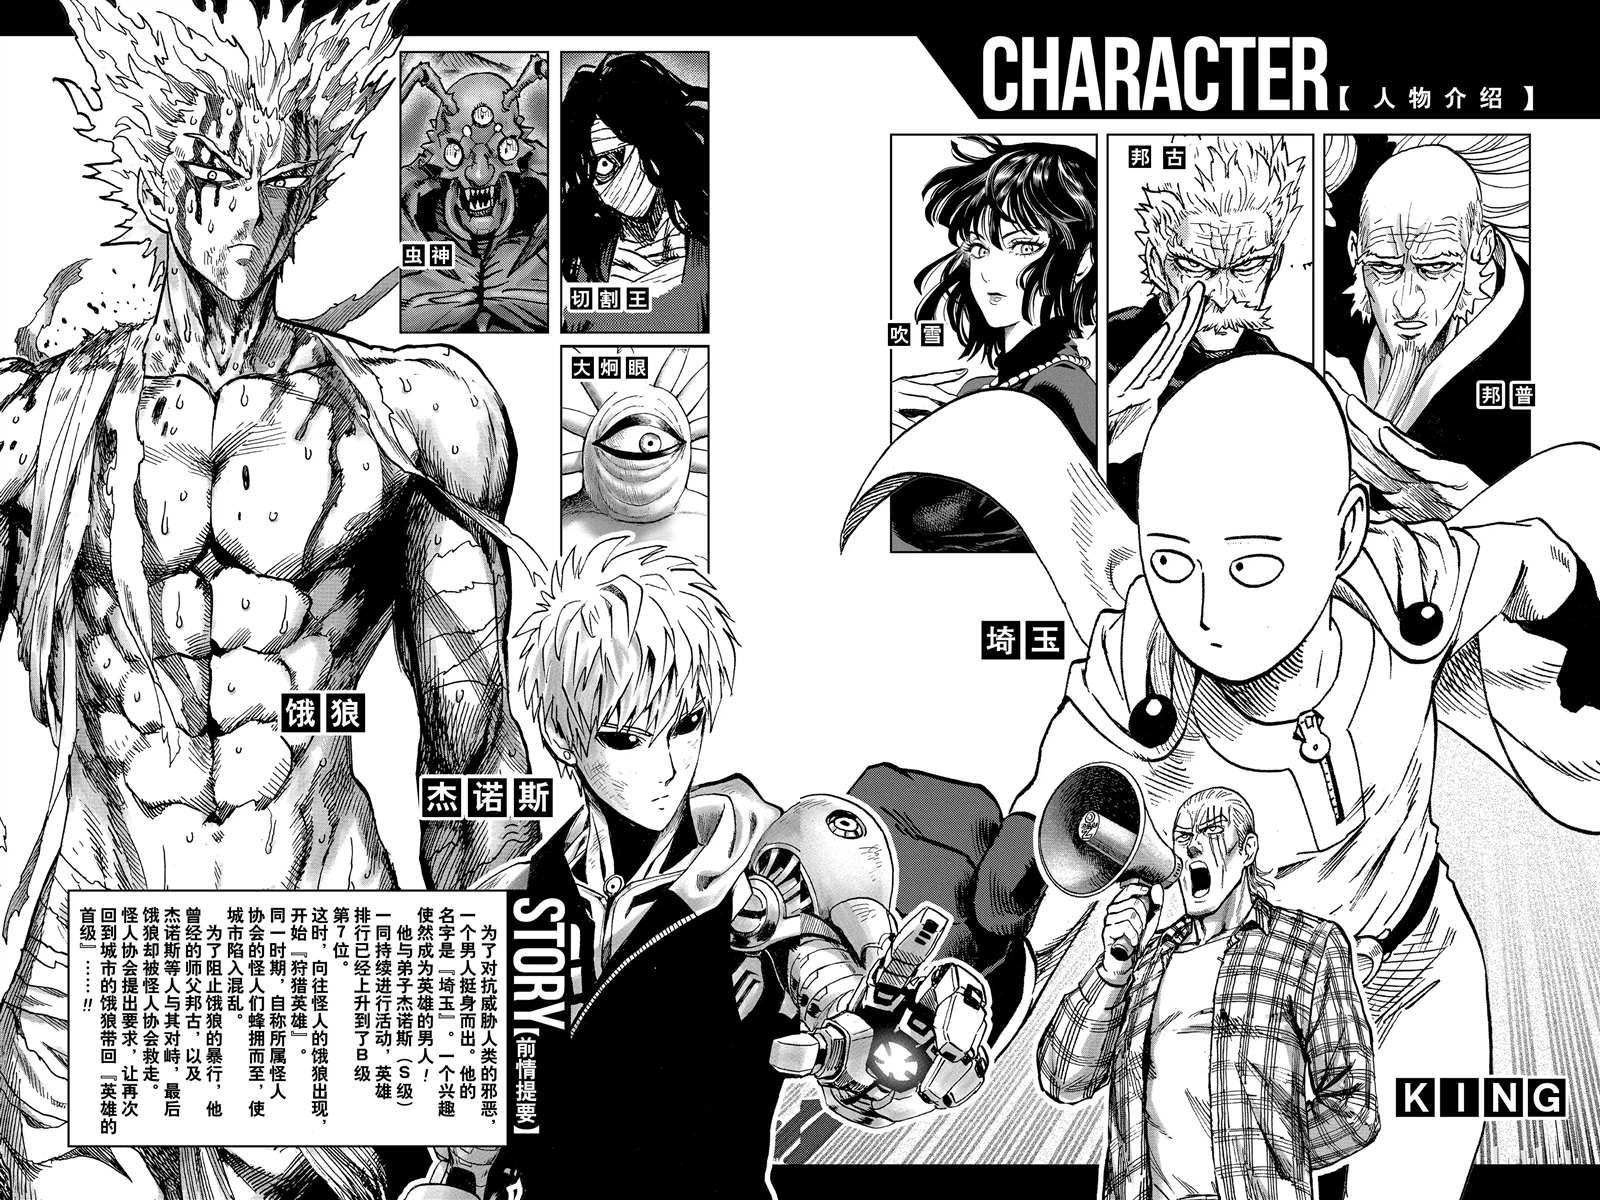 CHARACTER【人物介绍】
吹雪
邦古
邦普
虫神
切割王
大炯眼
埼玉
饿狼
杰诺斯
KING
STORY【前情提要】
为了对抗威胁人类的邪恶，
一个男人挺身而出。他的
名字是『埼玉』。一个兴趣
使然成为英雄的男人！
他与弟子杰诺斯（S级）
一同持续进行活动，英雄
排行已经上升到了B级
第7位。
这时，向往怪人的饿狼出现，
开始『狩猎英雄』。
同一时期，自称所属怪人
协会的怪人们蜂拥而至，使
城市陷入混乱。
为了阻止饿狼的暴行，他
曾经的师父邦古，以及
杰诺斯等人与其对峙，最后
饿狼却被怪人协会救走。
怪人协会提出要求，让再次
回到城市的饿狼带回『英雄的
首级』……!!